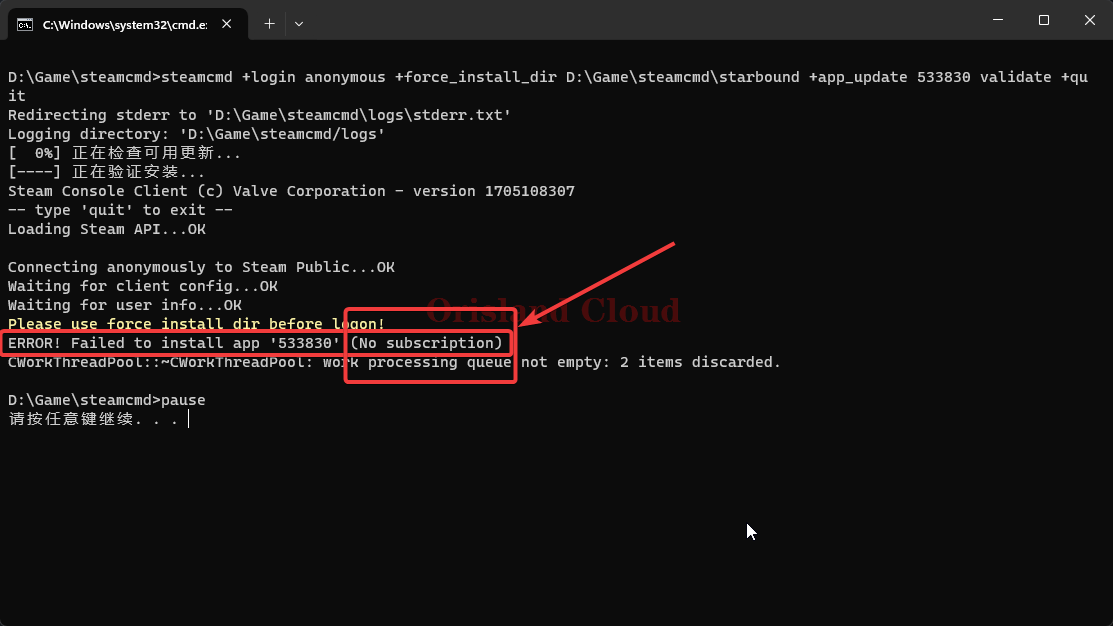 C:\Windows\system32\cmd.e:
D:\Game\steamcmd>steamcmd +login anonymous +force_install_dir D:\Game\steamcmd\starbound +app_update 533830 validate +qu
it
Redirecting stderr to 'D:\Game\steamcmd\logs\stderr.txt'
Logging directory: 'D:\Game\steamcmd/logs'
[  0%] 正在检查可用更新...
[----] 正在验证安装...
Steam Console Client (c) Valve Corporation - version 1705108307
-- type 'quit' to exit --
Loading Steam API...OK
Connecting anonymously to Steam Public...OK
Waiting for client config...OK
Waiting for user info...OK
Orisland Cloud
Please use force_install_dir before logon!
ERROR! Failed to install app '533830' (No subscription)
CWorkThreadPool::~CWorkThreadPool: Work processing queue not empty: 2 items discarded.
D:\Game\steamcmd>pause
请按任意键继续. . .